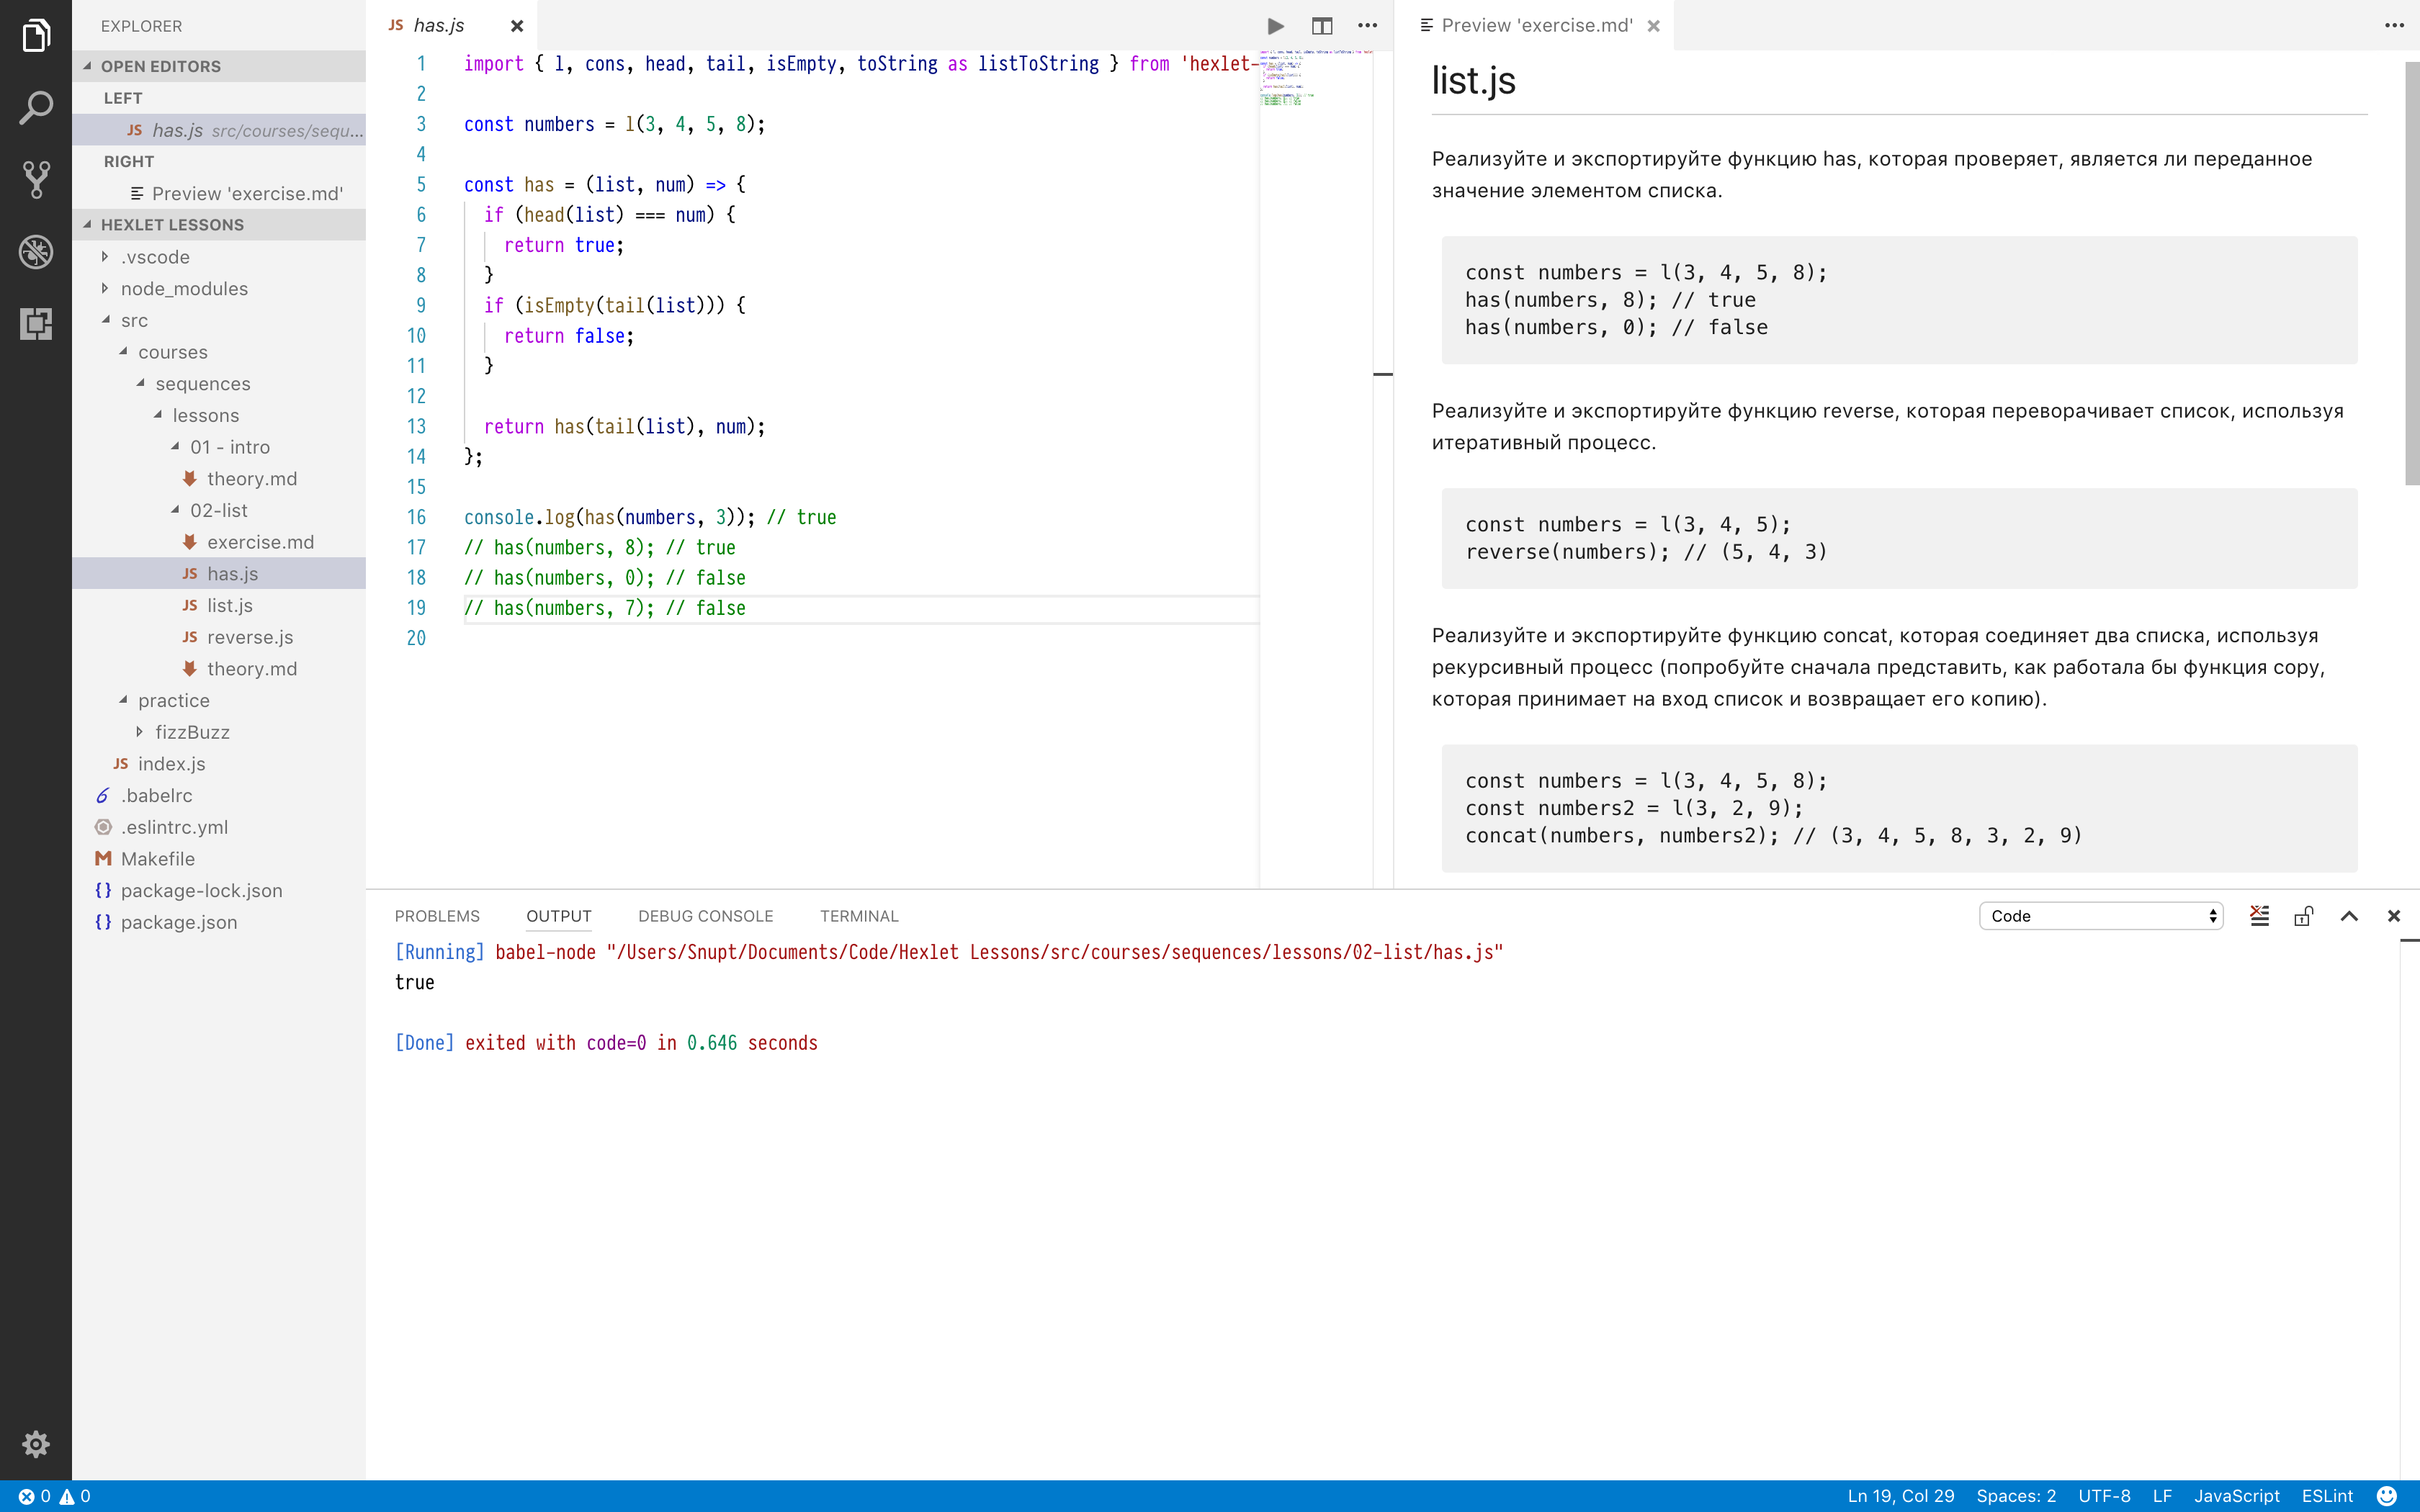 EXPLORER
OPEN EDITORS
LEFT
JS has.js src/courses/sequ...
RIGHT
Preview 'exercise.md'
HEXLET LESSONS
.vscode
node_modules
src
courses
sequences
lessons
01 - intro
theory.md
02-list
exercise.md
JS has.js
JS list.js
JS reverse.js
theory.md
practice
fizzBuzz
JS index.js
.babelrc
.eslintrc.yml
M Makefile
{} package-lock.json
{} package.json
JS has.js
1 import { l, cons, head, tail, isEmpty, toString as listToString } from 'hexlet-
2
3 const numbers = l(3, 4, 5, 8);
4
5 const has = (list, num) => {
6 if (head(list) === num) {
7 return true;
8 }
9 if (isEmpty(tail(list))) {
10 return false;
11 }
12
13 return has(tail(list), num);
14 };
15
16 console.log(has(numbers, 3)); // true
17 // has(numbers, 8); // true
18 // has(numbers, 0); // false
19 // has(numbers, 7); // false
20
Preview 'exercise.md'
list.js
Реализуйте и экспортируйте функцию has, которая проверяет, является ли переданное
значение элементом списка.
const numbers = l(3, 4, 5, 8);
has(numbers, 8); // true
has(numbers, 0); // false
Реализуйте и экспортируйте функцию reverse, которая переворачивает список, используя
итеративный процесс.
const numbers = l(3, 4, 5);
reverse(numbers); // (5, 4, 3)
Реализуйте и экспортируйте функцию concat, которая соединяет два списка, используя
рекурсивный процесс (попробуйте сначала представить, как работала бы функция copy,
которая принимает на вход список и возвращает его копию).
const numbers = l(3, 4, 5, 8);
const numbers2 = l(3, 2, 9);
concat(numbers, numbers2); // (3, 4, 5, 8, 3, 2, 9)
PROBLEMS OUTPUT DEBUG CONSOLE TERMINAL
Code
[Running] babel-node "/Users/Snupt/Documents/Code/Hexlet Lessons/src/courses/sequences/lessons/02-list/has.js"
true
[Done] exited with code=0 in 0.646 seconds
0 0
Ln 19, Col 29 Spaces: 2 UTF-8 LF JavaScript ESLint